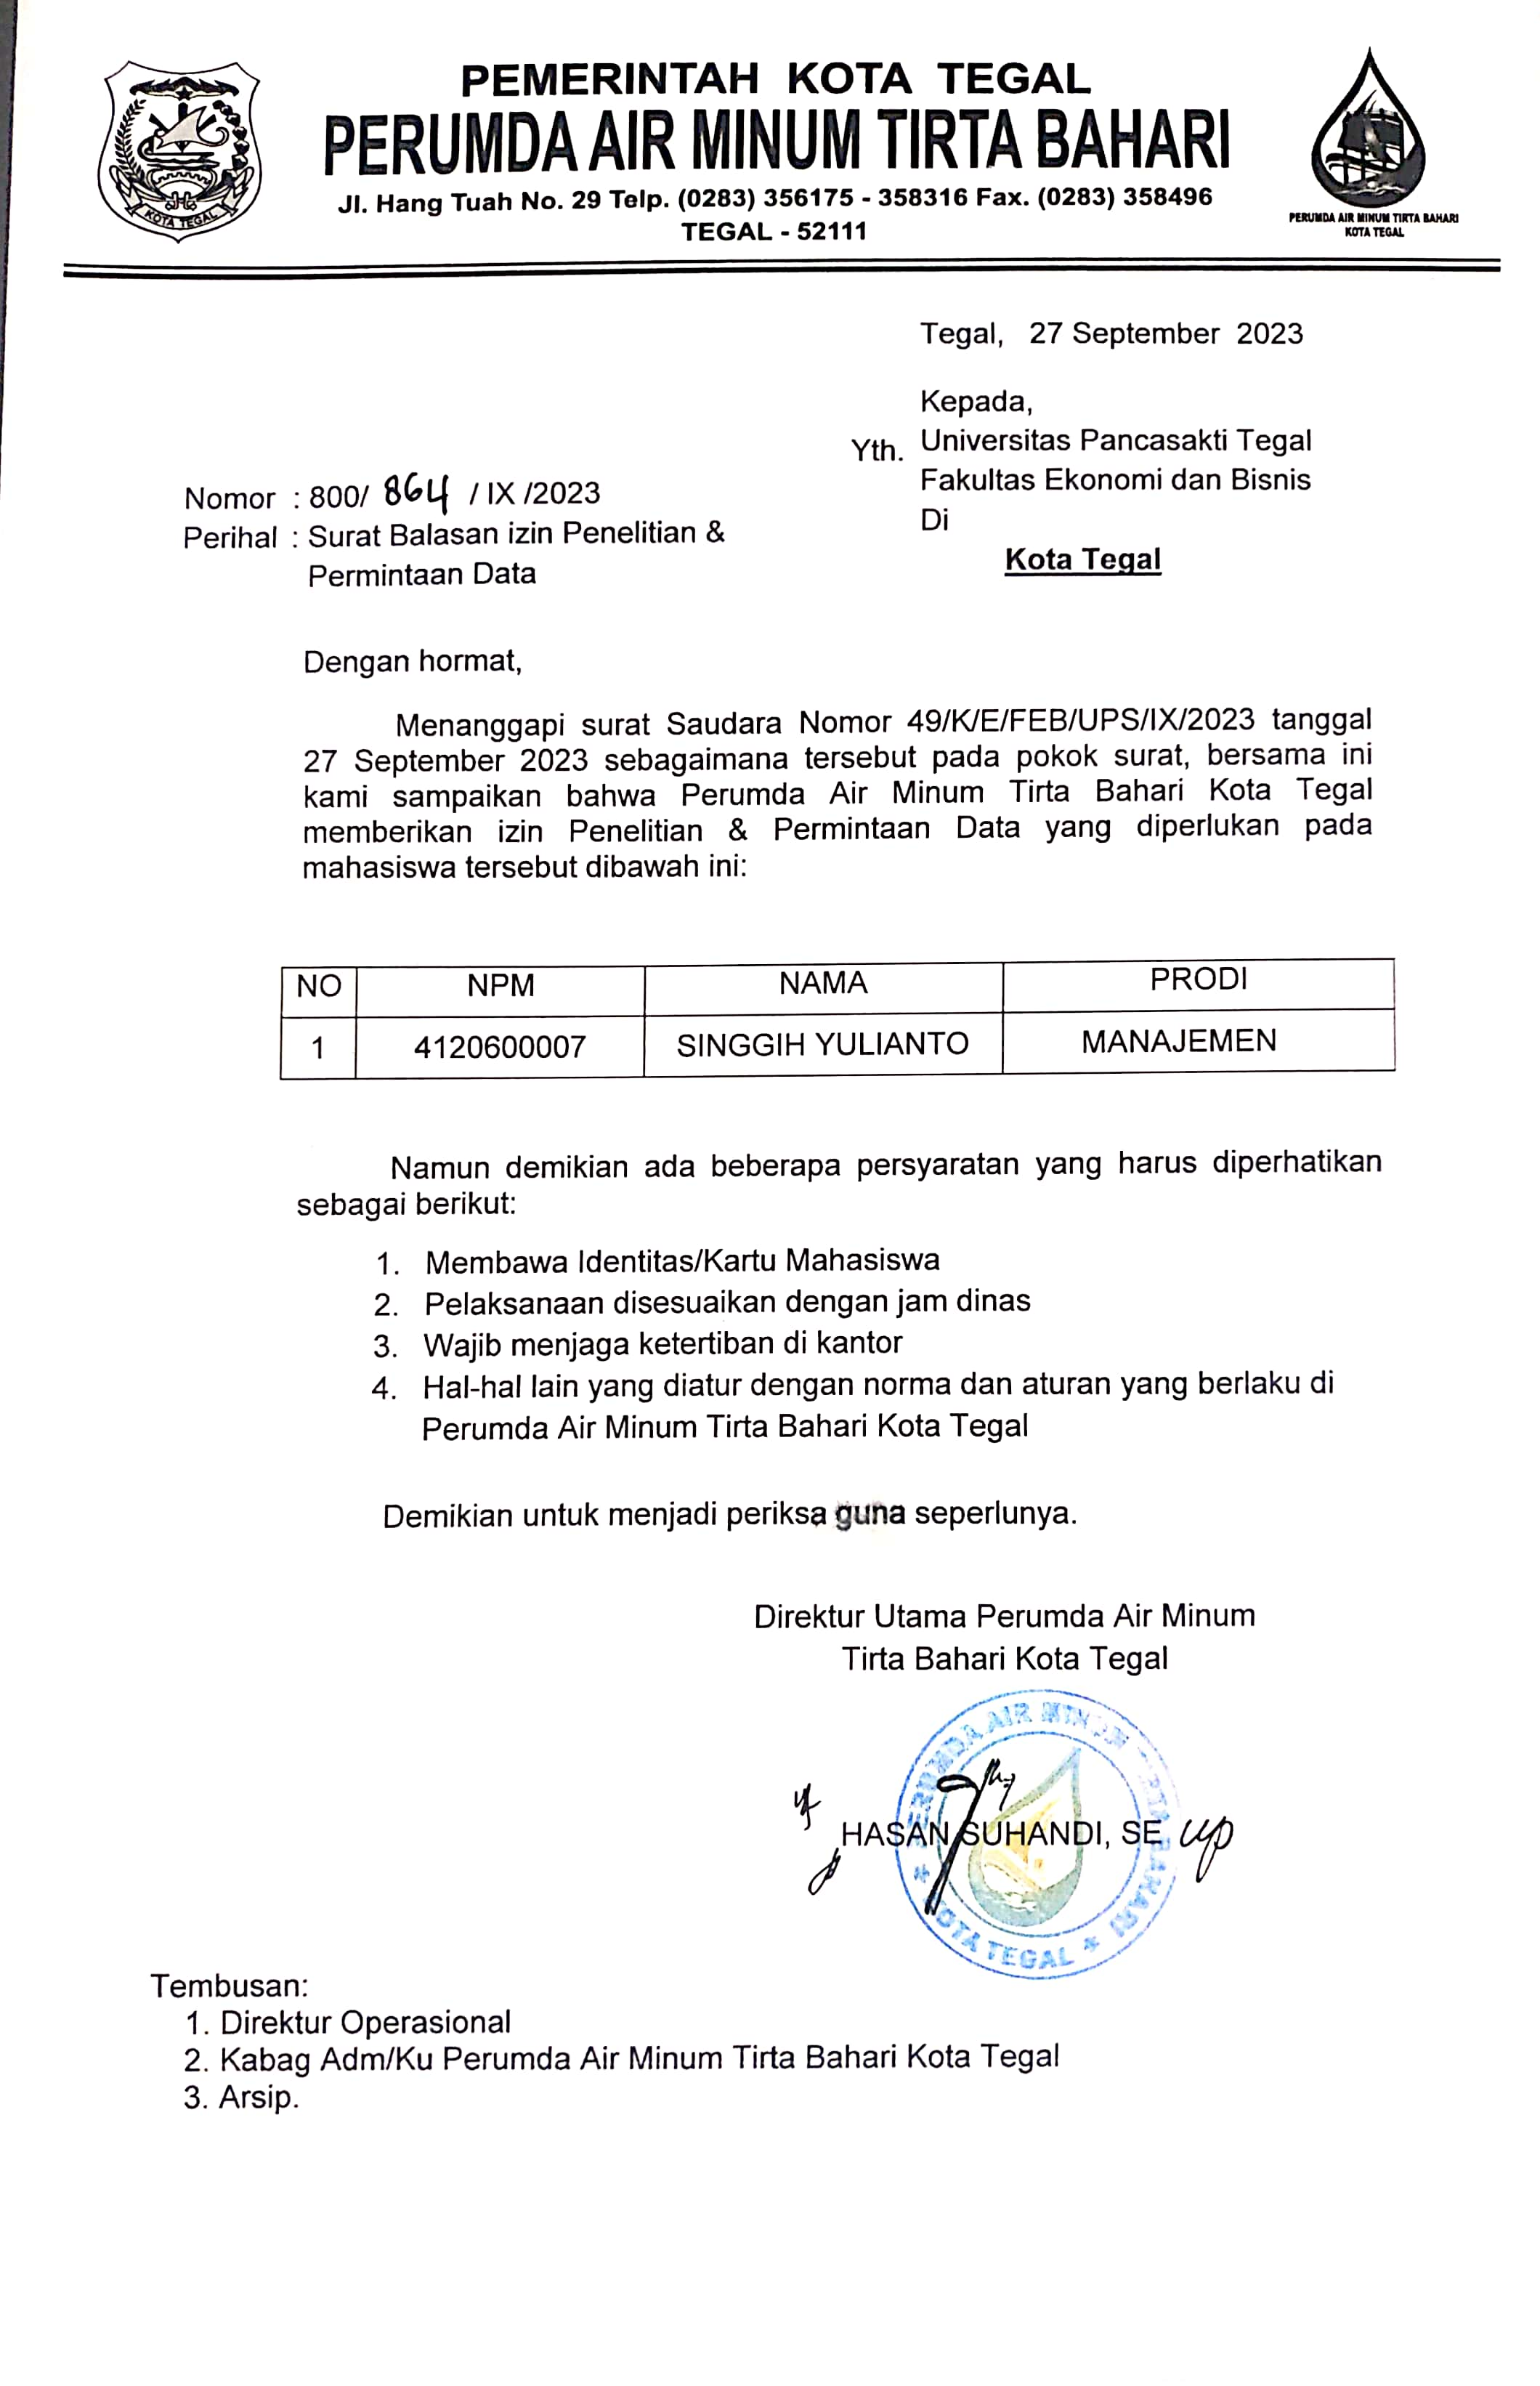 PEMERINTAH KOTA TEGAL
PERUMDA AIR MINUM TIRTA BAHARI
Jl. Hang Tuah No. 29 Telp. (0283) 356175 - 358316 Fax. (0283) 358496
TEGAL - 52111
KOTA TEGAL
PERUMDA AIR MINUM TIRTA BAHARI
KOTA TEGAL
Tegal, 27 September 2023
Kepada,
Yth. Universitas Pancasakti Tegal
Fakultas Ekonomi dan Bisnis
Di
Kota Tegal
Nomor : 800/ 864 / IX /2023
Perihal : Surat Balasan izin Penelitian &
Permintaan Data
Dengan hormat,
Menanggapi surat Saudara Nomor 49/K/E/FEB/UPS/IX/2023 tanggal
27 September 2023 sebagaimana tersebut pada pokok surat, bersama ini
kami sampaikan bahwa Perumda Air Minum Tirta Bahari Kota Tegal
memberikan izin Penelitian & Permintaan Data yang diperlukan pada
mahasiswa tersebut dibawah ini:
NO NPM NAMA PRODI
1 4120600007 SINGGIH YULIANTO MANAJEMEN
Namun demikian ada beberapa persyaratan yang harus diperhatikan
sebagai berikut:
1. Membawa Identitas/Kartu Mahasiswa
2. Pelaksanaan disesuaikan dengan jam dinas
3. Wajib menjaga ketertiban di kantor
4. Hal-hal lain yang diatur dengan norma dan aturan yang berlaku di
Perumda Air Minum Tirta Bahari Kota Tegal
Demikian untuk menjadi periksa guna seperlunya.
Direktur Utama Perumda Air Minum
Tirta Bahari Kota Tegal
PERUMDA AIR MINUM TIRTA BAHARI
* KOTA TEGAL *
HASAN SUHANDI, SE
Tembusan:
1. Direktur Operasional
2. Kabag Adm/Ku Perumda Air Minum Tirta Bahari Kota Tegal
3. Arsip.